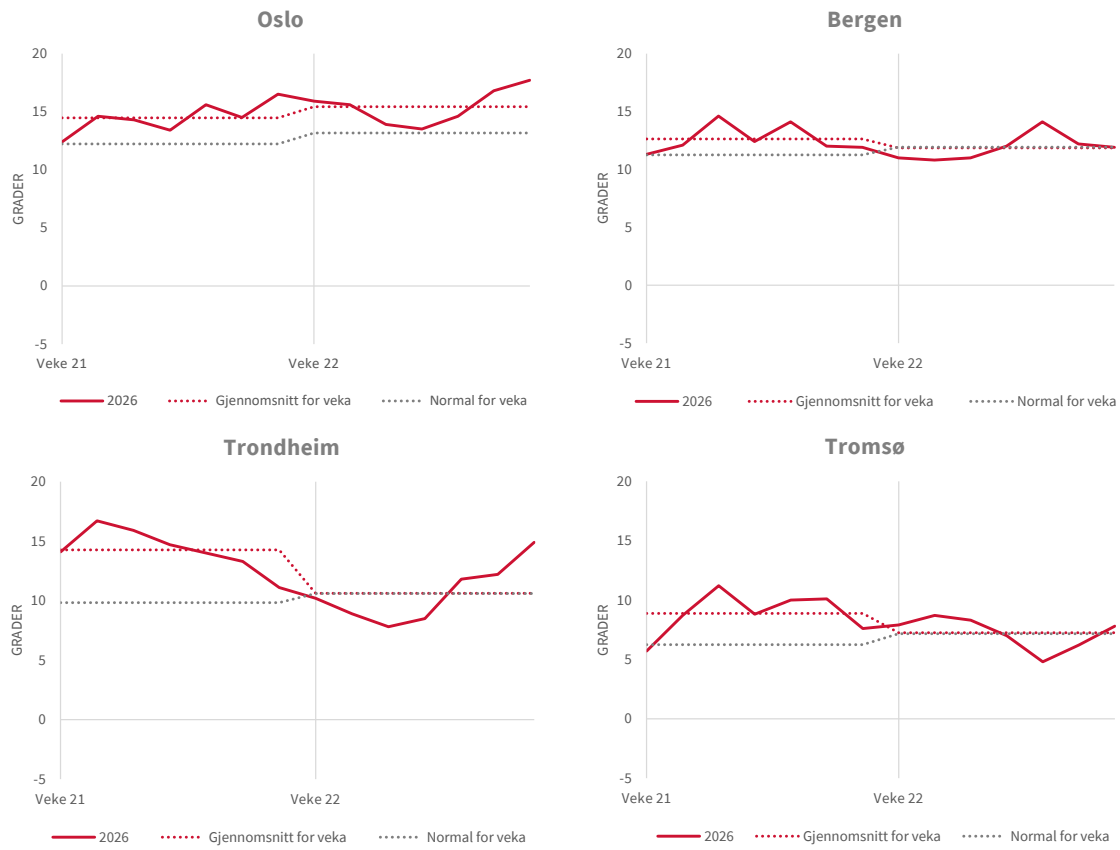 Oslo
20
15
10
5
0
-5
GRADER
Veke 21
Veke 22
2026
Gjennomsnitt for veka
Normal for veka
Bergen
20
15
10
5
0
-5
GRADER
Veke 21
Veke 22
2026
Gjennomsnitt for veka
Normal for veka
Trondheim
20
15
10
5
0
-5
GRADER
Veke 21
Veke 22
2026
Gjennomsnitt for veka
Normal for veka
Tromsø
20
15
10
5
0
-5
GRADER
Veke 21
Veke 22
2026
Gjennomsnitt for veka
Normal for veka